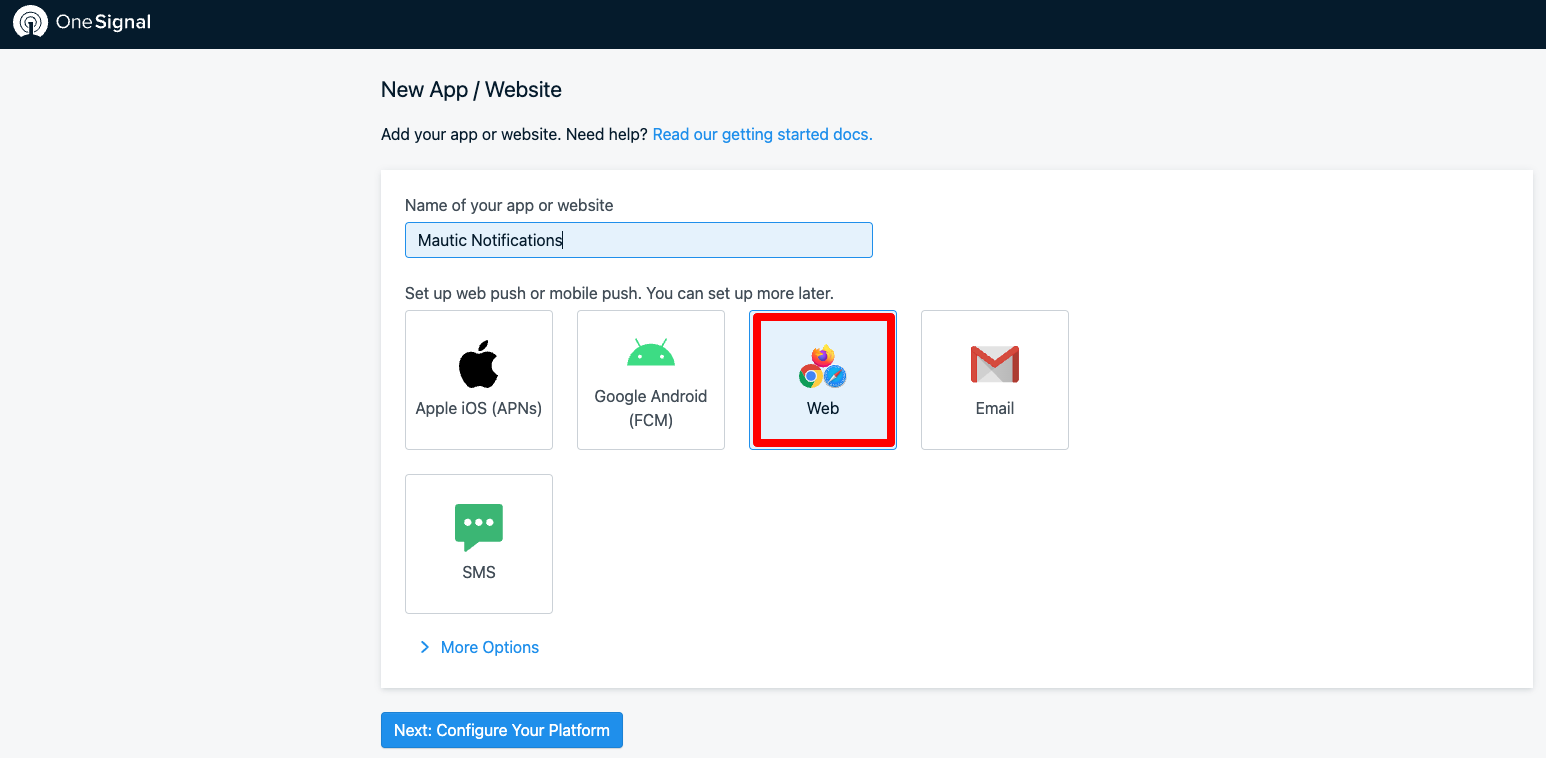 OneSignal
New App / Website
Add your app or website. Need help? Read our getting started docs.
Name of your app or website
Mautic Notifications
Set up web push or mobile push. You can set up more later.
Apple iOS (APNs)
Google Android
(FCM)
Web
Email
SMS
More Options
Next: Configure Your Platform